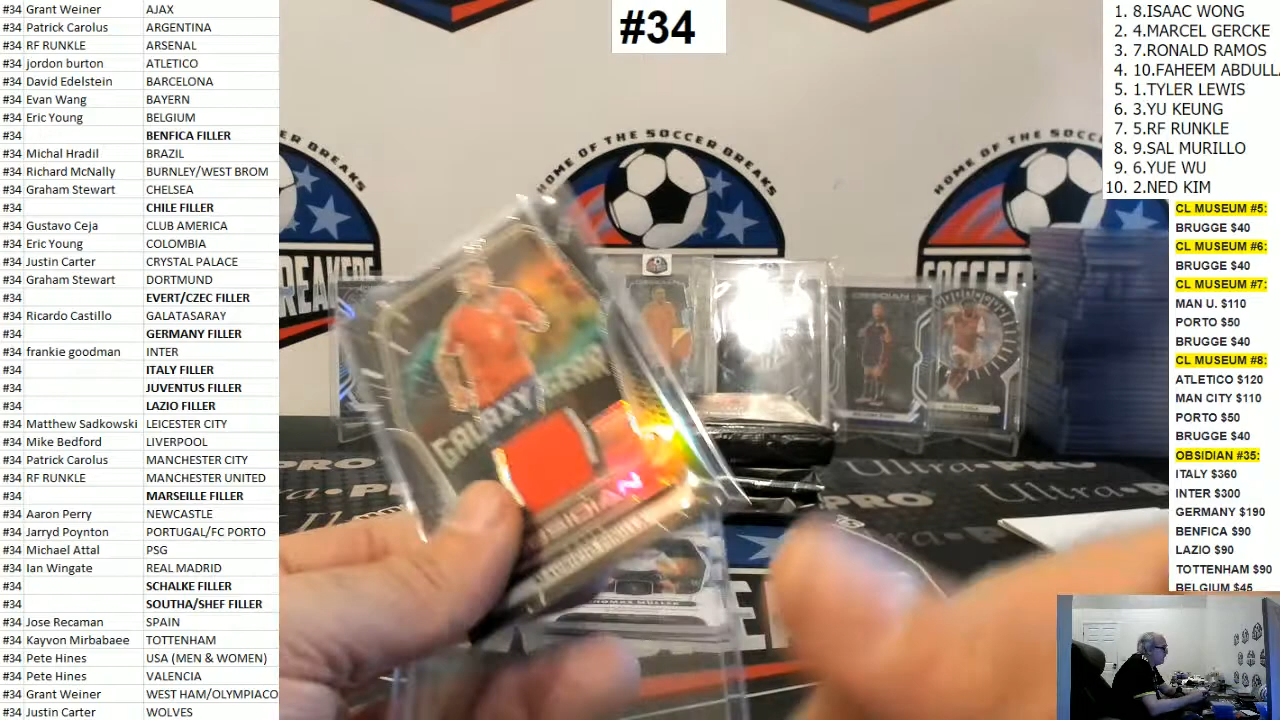 #34 Grant Weiner AJAX
#34 Patrick Carolus ARGENTINA
#34 RF RUNKLE ARSENAL
#34 jordon burton ATLETICO
#34 David Edelstein BARCELONA
#34 Evan Wang BAYERN
#34 Eric Young BELGIUM
#34 BENFICA FILLER
#34 Michal Hradil BRAZIL
#34 Richard McNally BURNLEY/WEST BROM
#34 Graham Stewart CHELSEA
#34 CHILE FILLER
#34 Gustavo Ceja CLUB AMERICA
#34 Eric Young COLOMBIA
#34 Justin Carter CRYSTAL PALACE
#34 Graham Stewart DORTMUND
#34 EVERT/CZEC FILLER
#34 Ricardo Castillo GALATASARAY
#34 GERMANY FILLER
#34 frankie goodman INTER
#34 ITALY FILLER
#34 JUVENTUS FILLER
#34 LAZIO FILLER
#34 Matthew Sadkowski LEICESTER CITY
#34 Mike Bedford LIVERPOOL
#34 Patrick Carolus MANCHESTER CITY
#34 RF RUNKLE MANCHESTER UNITED
#34 MARSEILLE FILLER
#34 Aaron Perry NEWCASTLE
#34 Jarryd Poynton PORTUGAL/FC PORTO
#34 Michael Attal PSG
#34 Ian Wingate REAL MADRID
#34 SCHALKE FILLER
#34 SOUTHA/SHEF FILLER
#34 Jose Recaman SPAIN
#34 Kayvon Mirbabaee TOTTENHAM
#34 Pete Hines USA (MEN & WOMEN)
#34 Pete Hines VALENCIA
#34 Grant Weiner WEST HAM/OLYMPIACO
#34 Justin Carter WOLVES
#34
HOME OF THE SOCCER BREAKS
GALAXY
OBSIDIAN
THOMAS MULLER
OBSIDIAN
Ultra PRO
1. 8.ISAAC WONG
2. 4.MARCEL GERCKE
3. 7.RONALD RAMOS
4. 10.FAHEEM ABDULL
5. 1.TYLER LEWIS
6. 3.YU KEUNG
7. 5.RF RUNKLE
8. 9.SAL MURILLO
9. 6.YUE WU
10. 2.NED KIM
CL MUSEUM #5:
BRUGGE $40
CL MUSEUM #6:
BRUGGE $40
CL MUSEUM #7:
MAN U. $110
PORTO $50
BRUGGE $40
CL MUSEUM #8:
ATLETICO $120
MAN CITY $110
PORTO $50
BRUGGE $40
OBSIDIAN #35:
ITALY $360
INTER $300
GERMANY $190
BENFICA $90
LAZIO $90
TOTTENHAM $90
BELGIUM $45